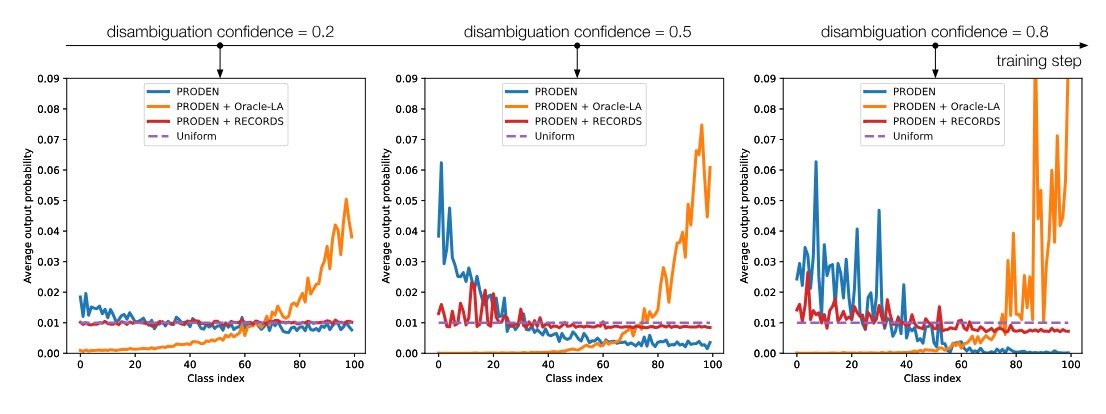 disambiguation confidence = 0.2
disambiguation confidence = 0.5
disambiguation confidence = 0.8
training step
0.09
0.08
0.07
0.06
0.05
0.04
0.03
0.02
0.01
0.00
Average output probability
PRODEN
PRODEN + Oracle-LA
PRODEN + RECORDS
Uniform
0 20 40 60 80 100
Class index
0.09
0.08
0.07
0.06
0.05
0.04
0.03
0.02
0.01
0.00
Average output probability
PRODEN
PRODEN + Oracle-LA
PRODEN + RECORDS
Uniform
0 20 40 60 80 100
Class index
0.09
0.08
0.07
0.06
0.05
0.04
0.03
0.02
0.01
0.00
Average output probability
PRODEN
PRODEN + Oracle-LA
PRODEN + RECORDS
Uniform
0 20 40 60 80 100
Class index